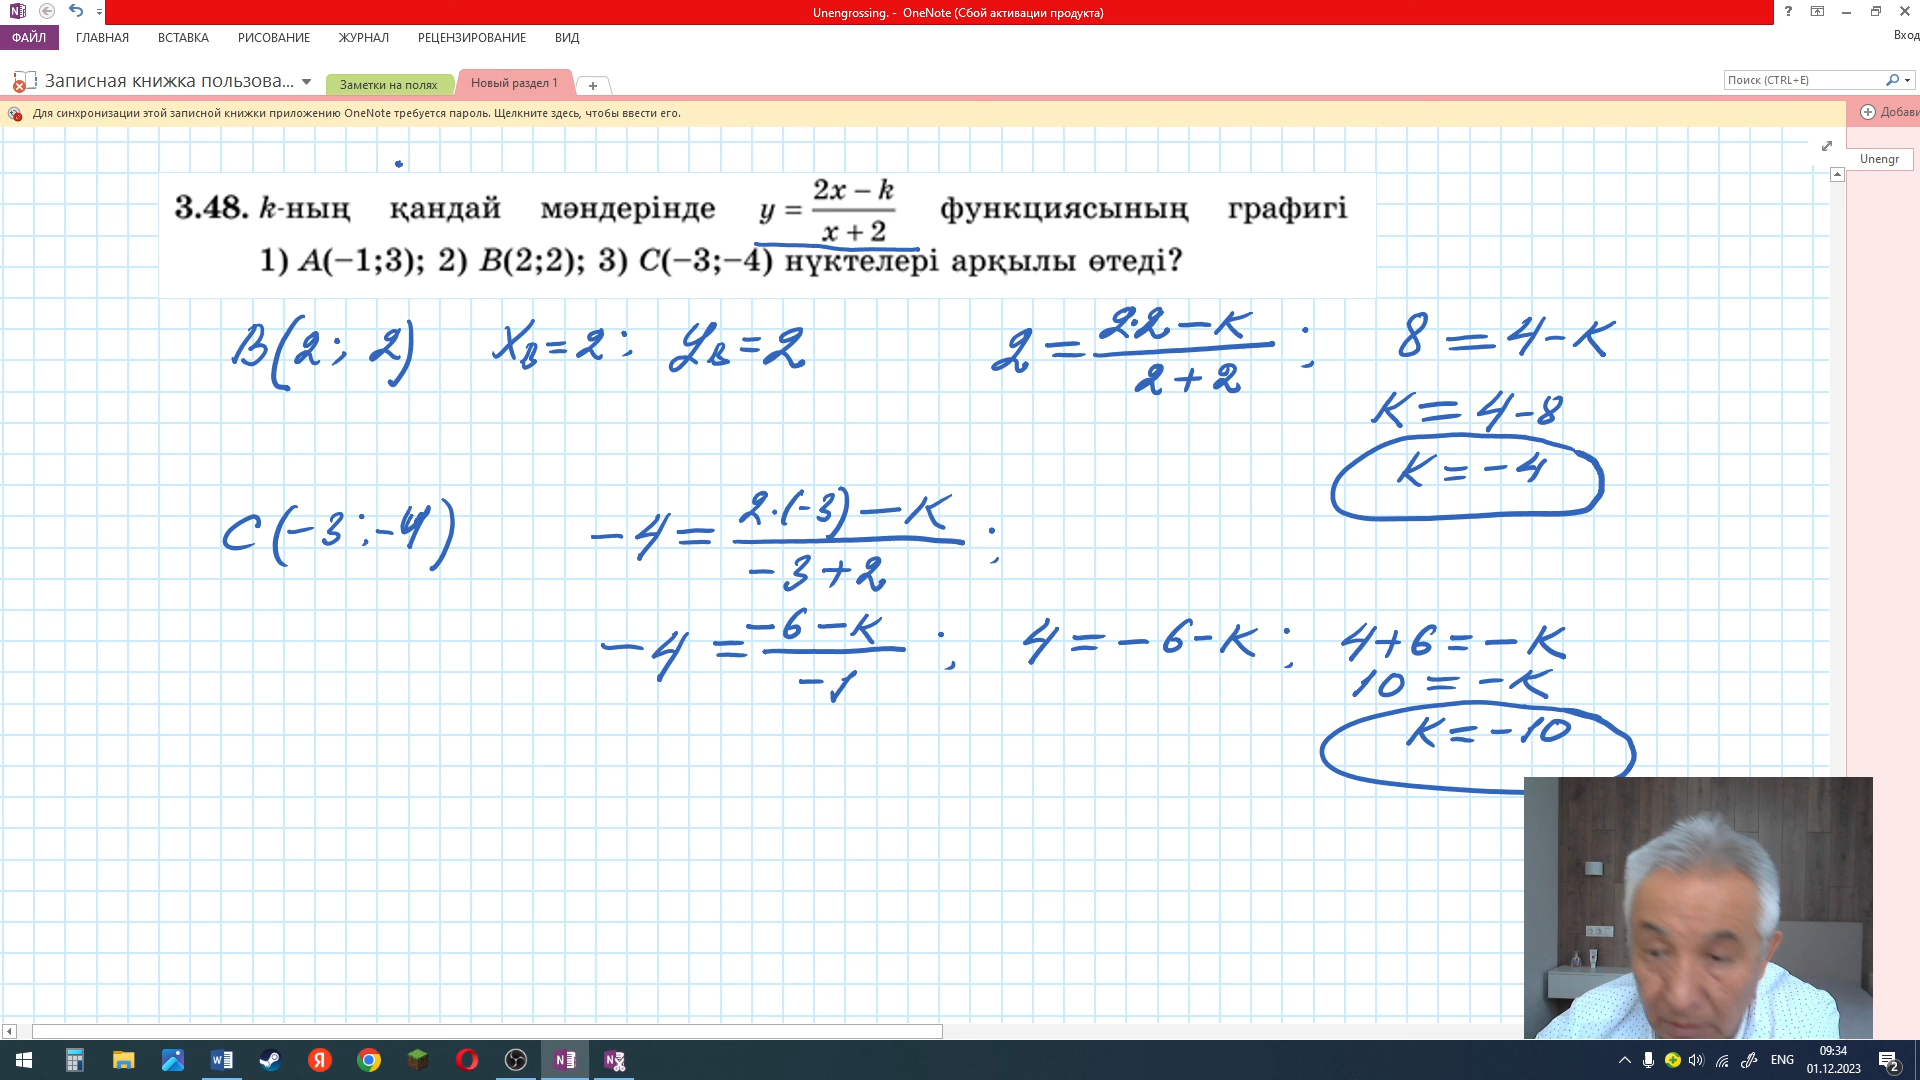 Unengrossing. - OneNote (Сбой активации продукта)
ФАЙЛ ГЛАВНАЯ ВСТАВКА РИСОВАНИЕ ЖУРНАЛ РЕЦЕНЗИРОВАНИЕ ВИД
Вход
Записная книжка пользова...
Заметки на полях
Новый раздел 1
Поиск (CTRL+E)
Для синхронизации этой записной книжки приложению OneNote требуется пароль. Щелкните здесь, чтобы ввести его.
Добави
Unengr
3.48. k-ның қандай мәндерінде y = (2x – k)/(x + 2) функциясының графигі
1) A(−1;3); 2) B(2;2); 3) C(−3;−4) нүктелері арқылы өтеді?
B(2; 2) x_B=2; y_B=2 2=(2·2−K)/(2+2); 8=4−K
K=4−8
K=−4
C(−3;−4) −4=(2·(−3)−K)/(−3+2);
−4=(−6−K)/(−1); 4=−6−K; 4+6=−K
10=−K
K=−10
ENG
09:34
01.12.2023
2